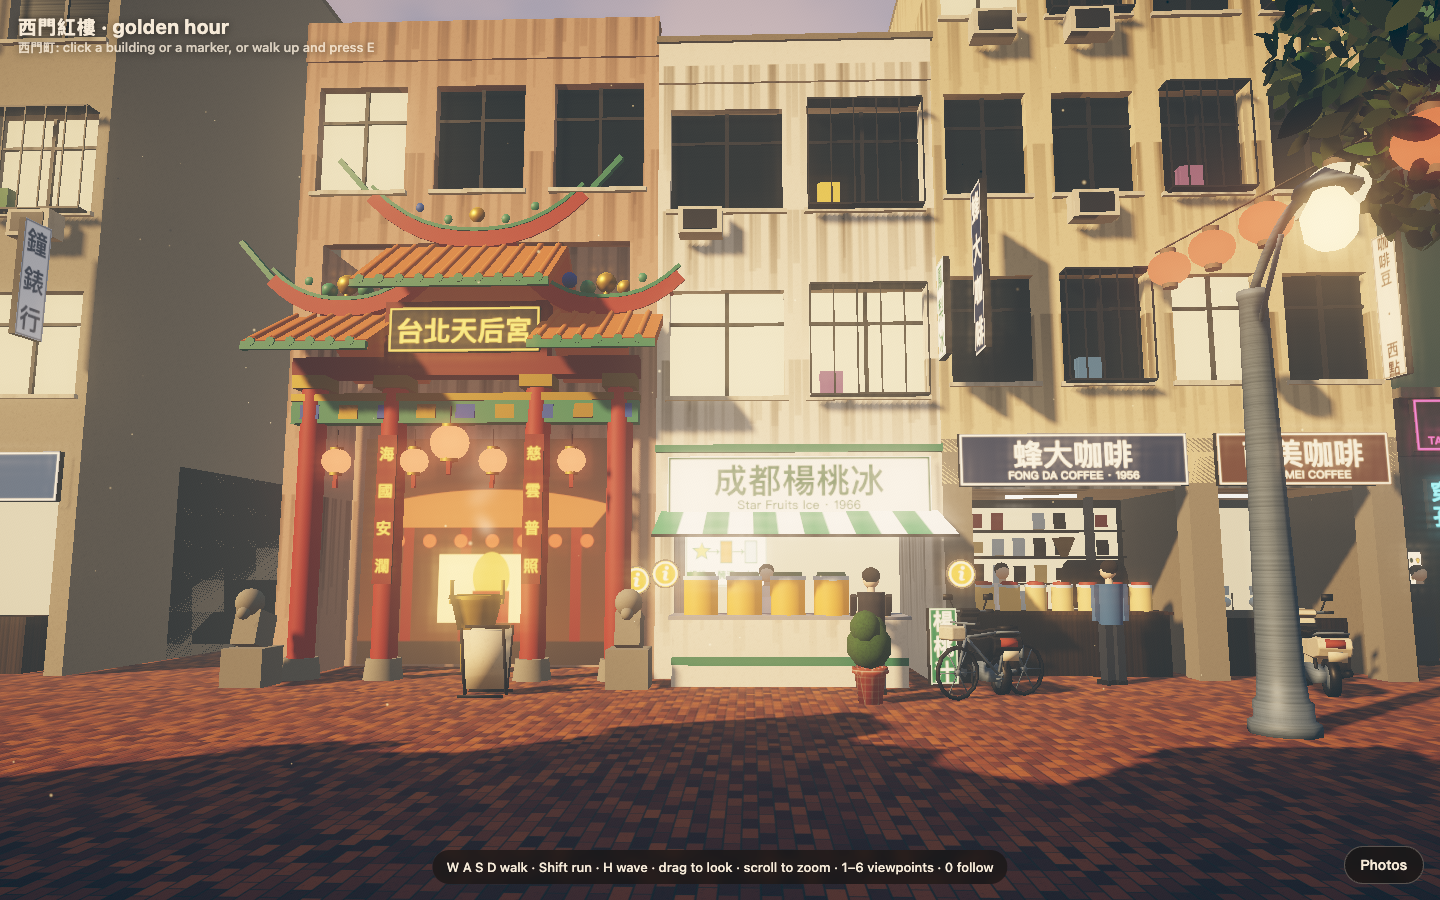 西門紅樓 · golden hour
西門町: click a building or a marker, or walk up and press E
鐘錶行
台北天后宮
海國安瀾
慈雲普照
成都楊桃冰
Star Fruits Ice · 1966
蜂大咖啡
FONG DA COFFEE · 1956
美咖啡
MEI COFFEE
咖啡豆 · 西點
TA
W A S D walk · Shift run · H wave · drag to look · scroll to zoom · 1–6 viewpoints · 0 follow
Photos